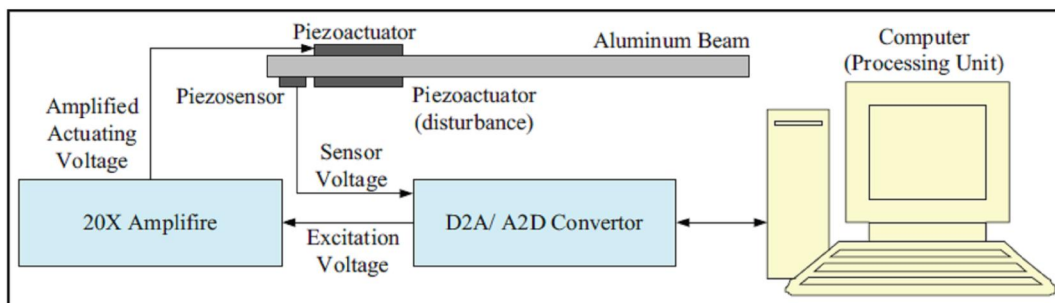 Piezoactuator
Aluminum Beam
Computer
(Processing Unit)
Piezosensor
Piezoactuator
(disturbance)
Amplified
Actuating
Voltage
Sensor
Voltage
20X Amplifire
Excitation
Voltage
D2A/ A2D Convertor